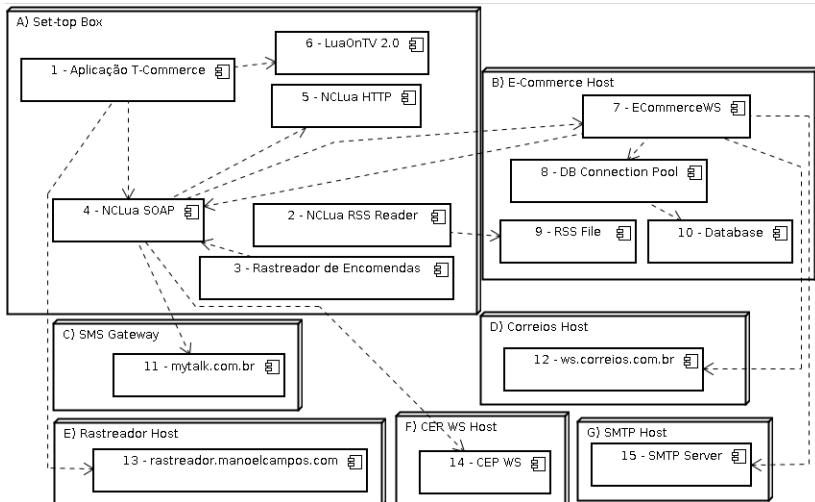 A) Set-top Box
6 - LuaOnTV 2.0
1 - Aplicação T-Commerce
5 - NCLua HTTP
B) E-Commerce Host
7 - ECommerceWS
8 - DB Connection Pool
4 - NCLua SOAP
2 - NCLua RSS Reader
9 - RSS File
10 - Database
3 - Rastreador de Encomendas
C) SMS Gateway
11 - mytalk.com.br
D) Correios Host
12 - ws.correios.com.br
E) Rastreador Host
13 - rastreador.manoelcampos.com
F) CEP WS Host
14 - CEP WS
G) SMTP Host
15 - SMTP Server